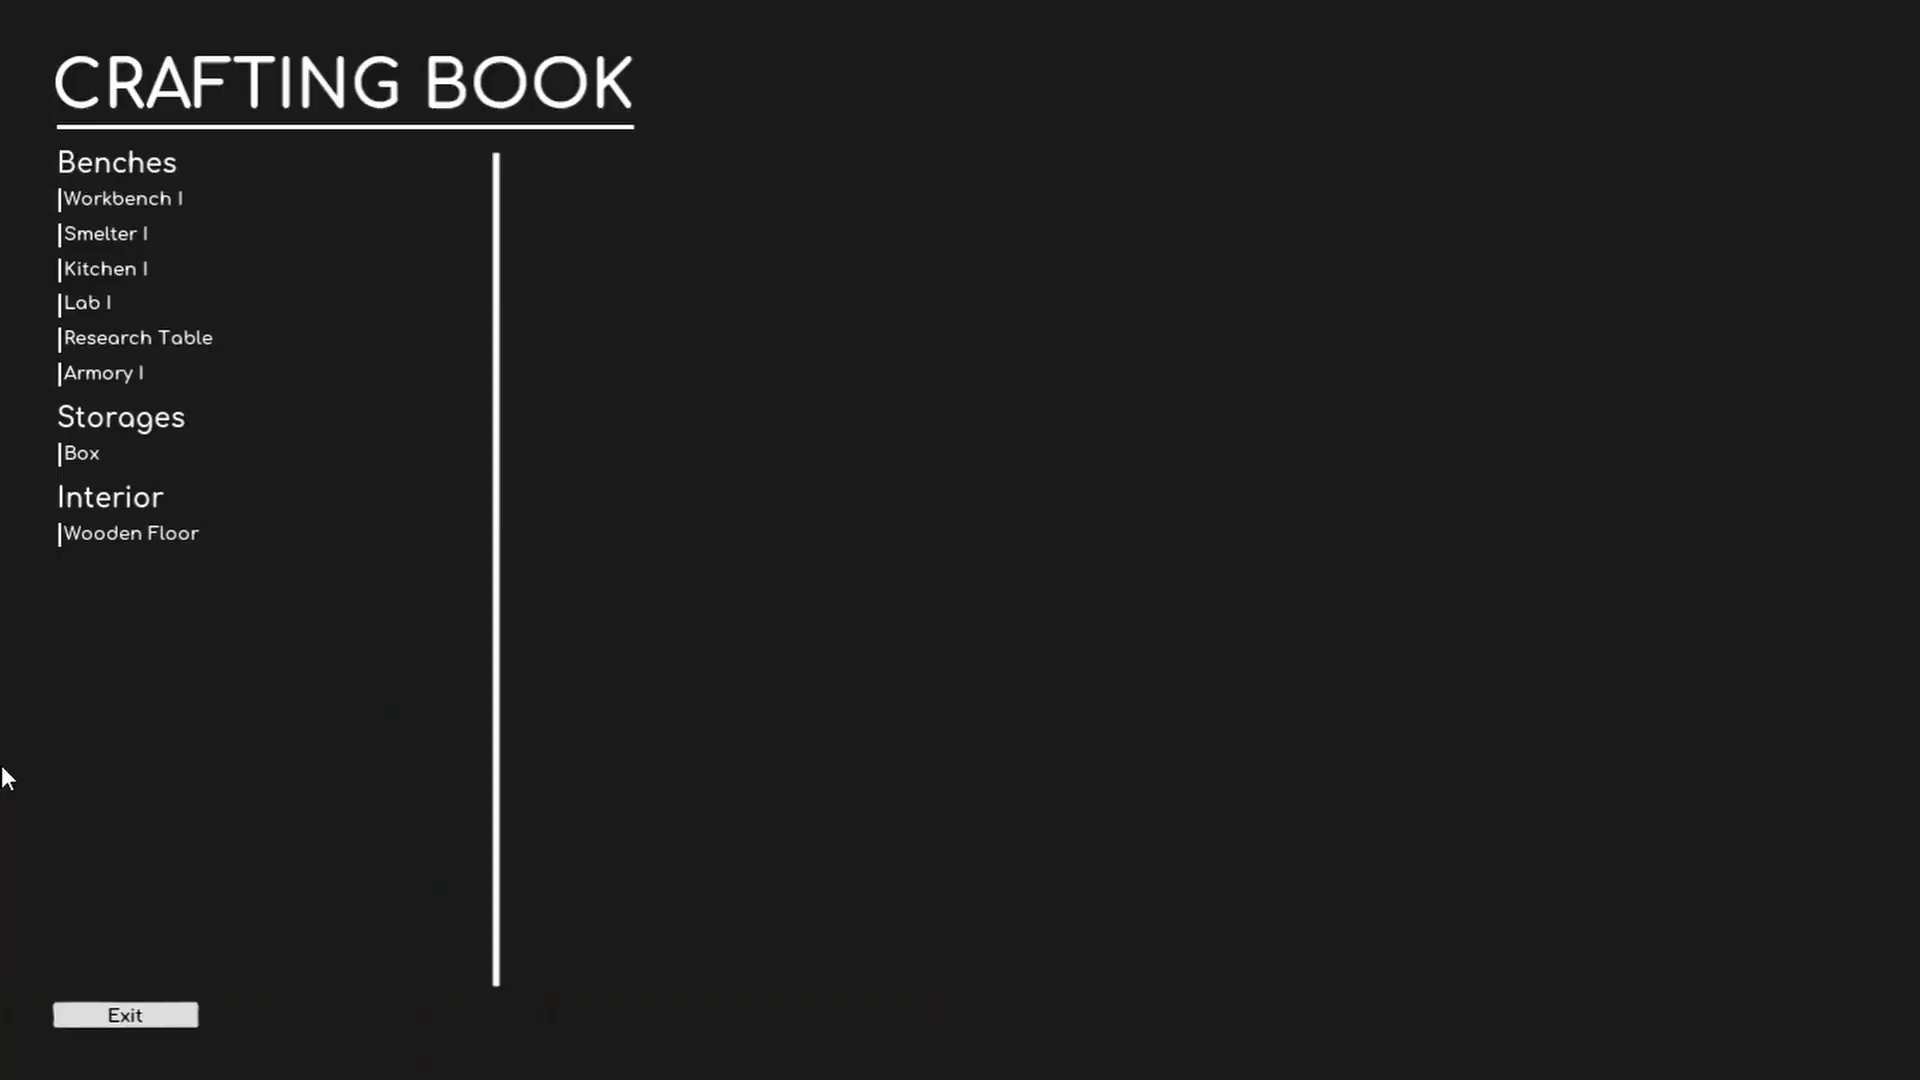 CRAFTING BOOK
Benches
Workbench I
Smelter I
Kitchen I
Lab I
Research Table
Armory I
Storages
Box
Interior
Wooden Floor
Exit